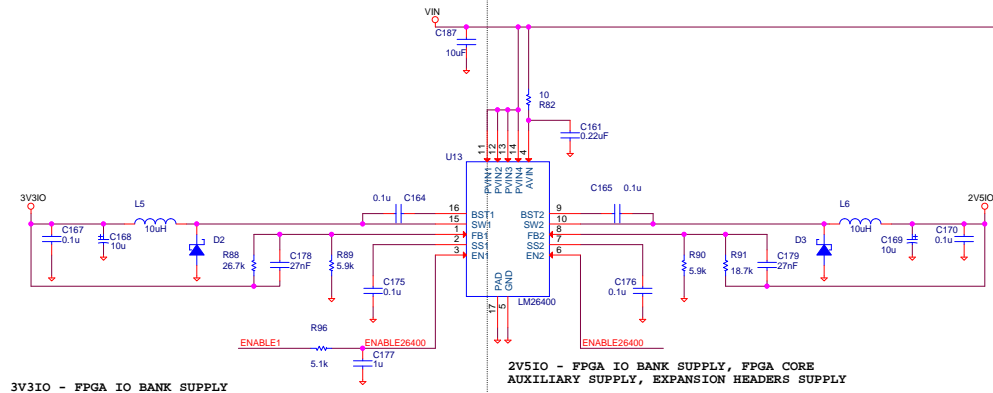 VIN
C187
10uF
10
R82
C161
0.22uF
U13
11
12
13
14
4
PVIN1
PVIN2
PVIN3
PVIN4
AVIN
3V3IO
L5
10uH
0.1u
C164
C165
0.1u
L6
10uH
2V5IO
16
15
1
2
3
BST1
SW1
FB1
SS1
EN1
BST2
SW2
FB2
SS2
EN2
9
10
8
7
6
C167
0.1u
C168
10u
D2
R88
26.7k
C178
27nF
R89
5.9k
C175
0.1u
PAD
GND
17
5
LM26400
C176
0.1u
R90
5.9k
R91
18.7k
C179
27nF
D3
C169
10u
C170
0.1u
ENABLE1
R96
5.1k
ENABLE26400
C177
1u
ENABLE26400
3V3IO - FPGA IO BANK SUPPLY
2V5IO - FPGA IO BANK SUPPLY, FPGA CORE
AUXILIARY SUPPLY, EXPANSION HEADERS SUPPLY